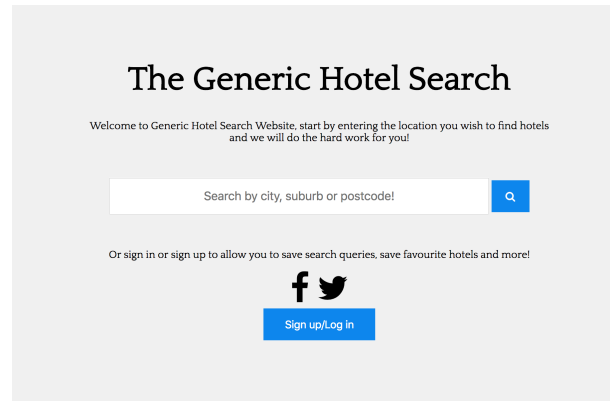 The Generic Hotel Search
Welcome to Generic Hotel Search Website, start by entering the location you wish to find hotels
and we will do the hard work for you!
Search by city, suburb or postcode!
Or sign in or sign up to allow you to save search queries, save favourite hotels and more!
Sign up/Log in